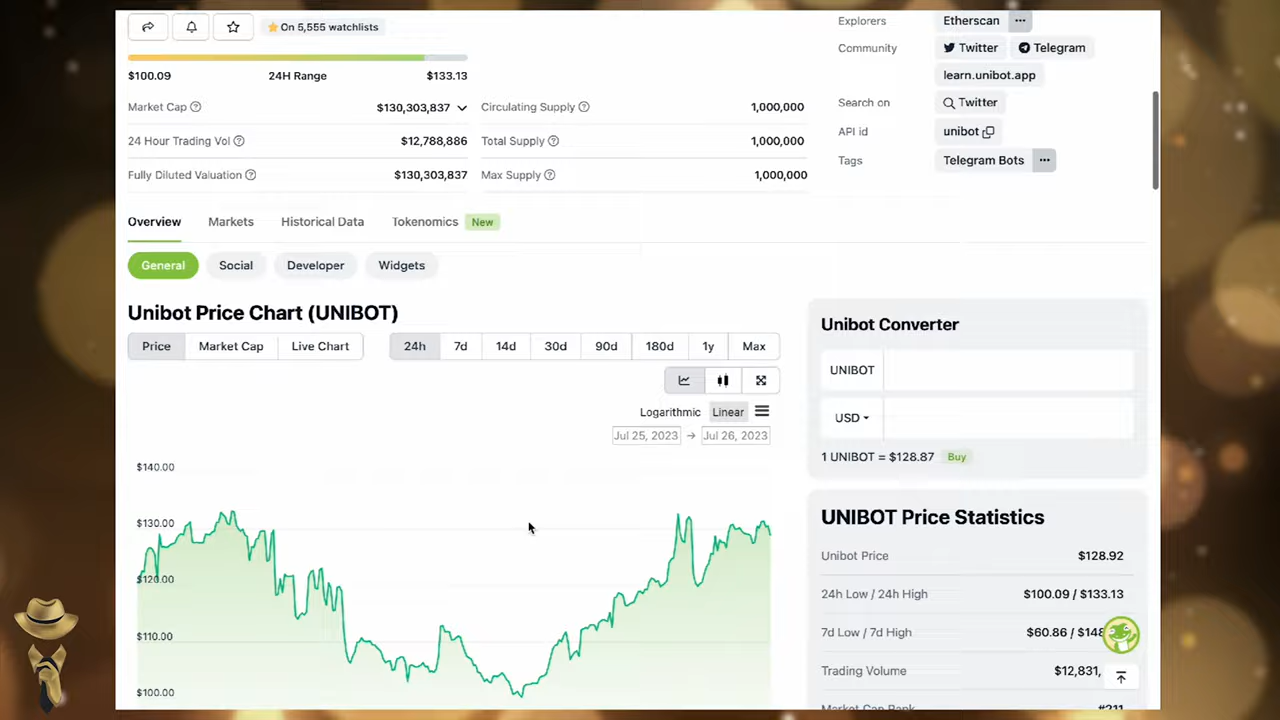 On 5,555 watchlists
$100.09 24H Range $133.13
Market Cap $130,303,837
24 Hour Trading Vol $12,788,886
Fully Diluted Valuation $130,303,837
Circulating Supply 1,000,000
Total Supply 1,000,000
Max Supply 1,000,000
Explorers Etherscan
Community Twitter Telegram
learn.unibot.app
Search on Twitter
API id unibot
Tags Telegram Bots
Overview Markets Historical Data Tokenomics New
General Social Developer Widgets
Unibot Price Chart (UNIBOT)
Price Market Cap Live Chart 24h 7d 14d 30d 90d 180d 1y Max
Logarithmic Linear
Jul 25, 2023 → Jul 26, 2023
$140.00
$130.00
$120.00
$110.00
$100.00
Unibot Converter
UNIBOT
USD
1 UNIBOT = $128.87 Buy
UNIBOT Price Statistics
Unibot Price $128.92
24h Low / 24h High $100.09 / $133.13
7d Low / 7d High $60.86 / $148
Trading Volume $12,831,
Market Cap Rank #211